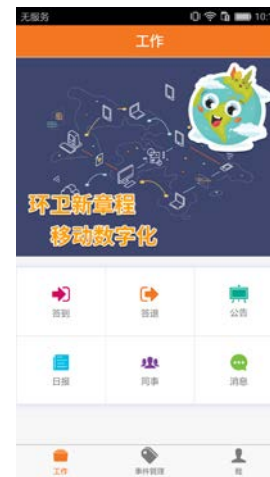 无服务 10:
工作
环卫新章程
移动数字化
签到 签退 公告
日报 同事 消息
工作 事件管理 我